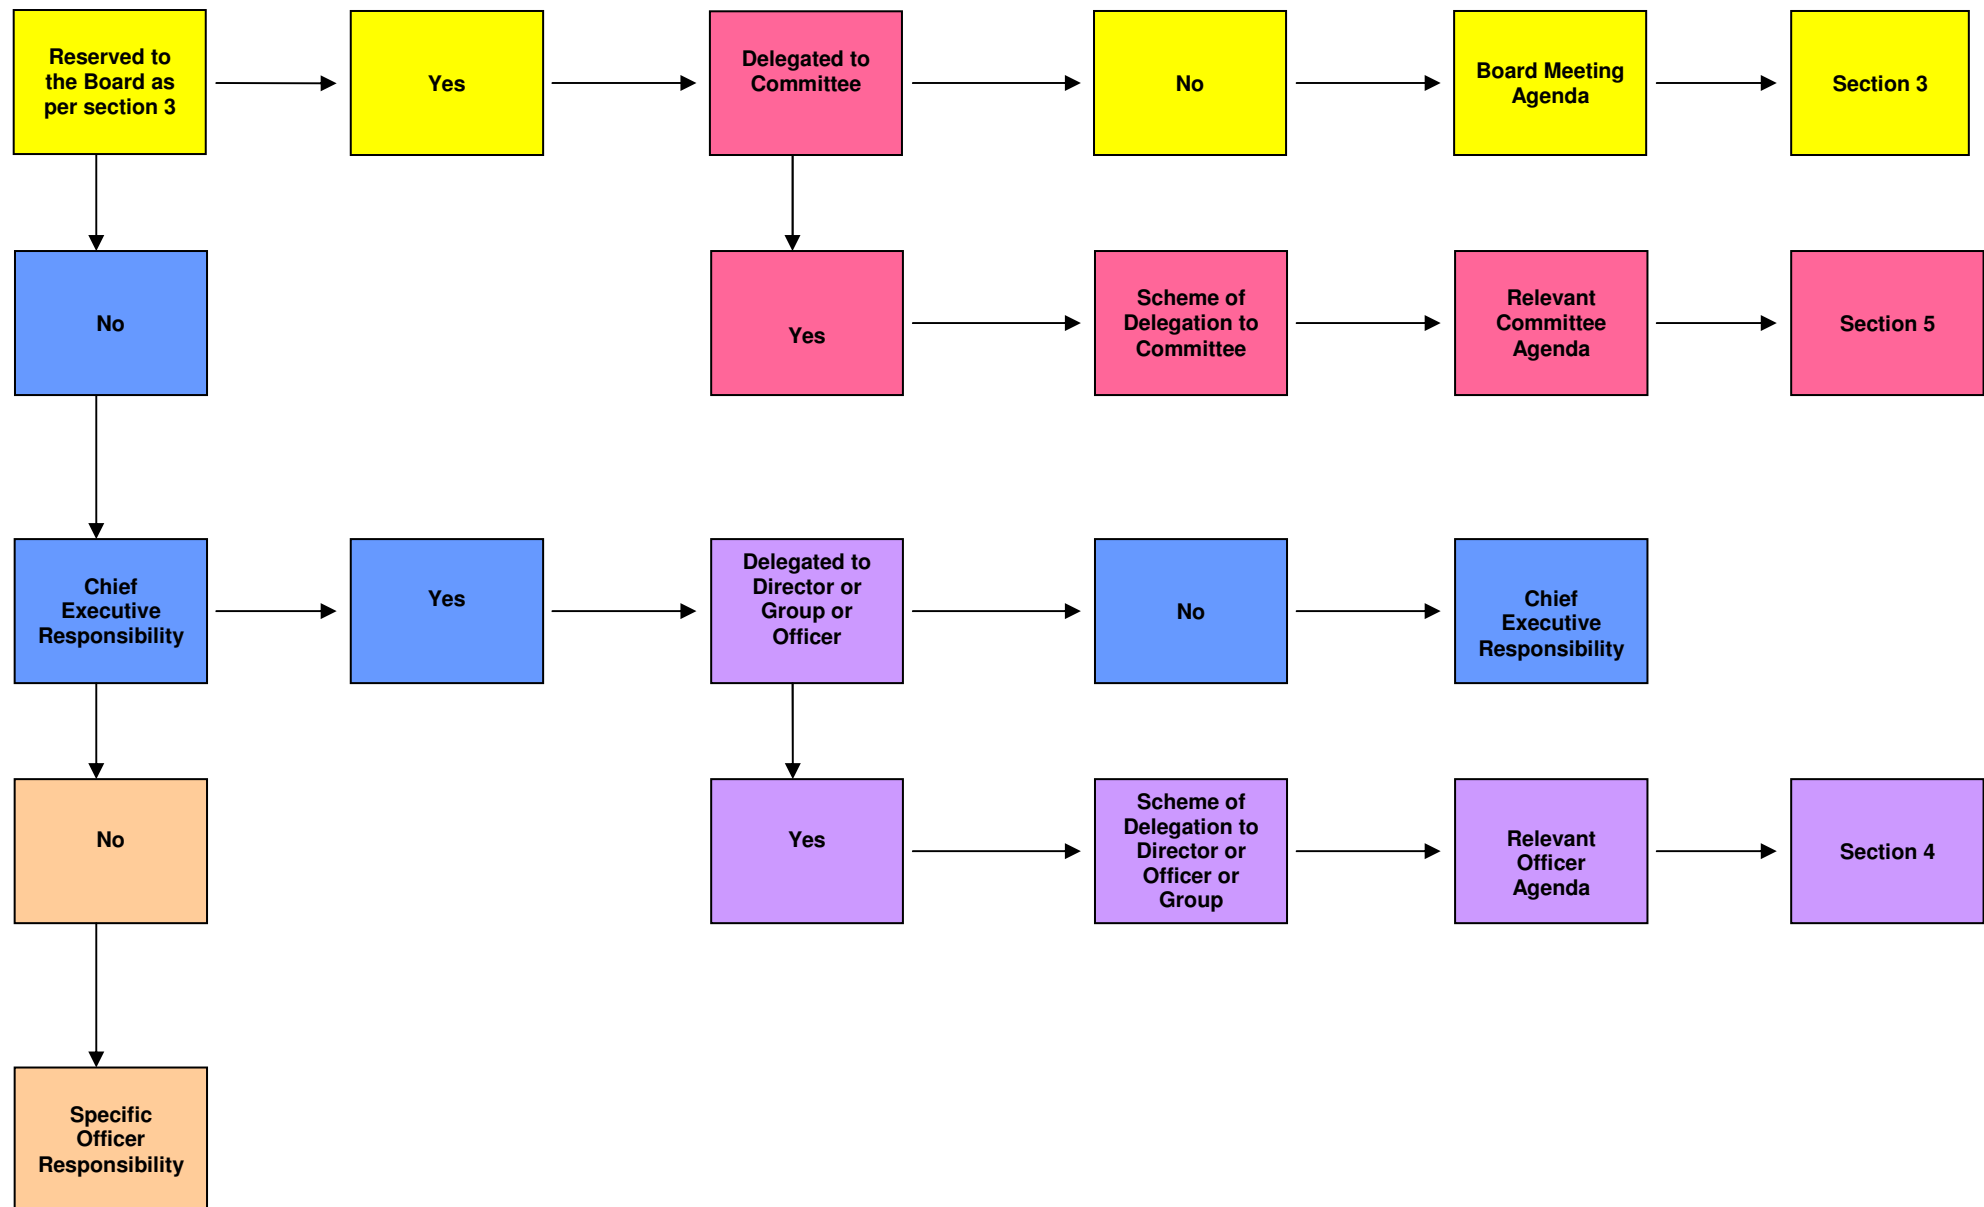 Reserved to
the Board as
per section 3
Yes
Delegated to
Committee
No
Board Meeting
Agenda
Section 3
No
Yes
Scheme of
Delegation to
Committee
Relevant
Committee
Agenda
Section 5
Chief
Executive
Responsibility
Yes
Delegated to
Director or
Group or
Officer
No
Chief
Executive
Responsibility
No
Yes
Scheme of
Delegation to
Director or
Officer or
Group
Relevant
Officer
Agenda
Section 4
Specific
Officer
Responsibility